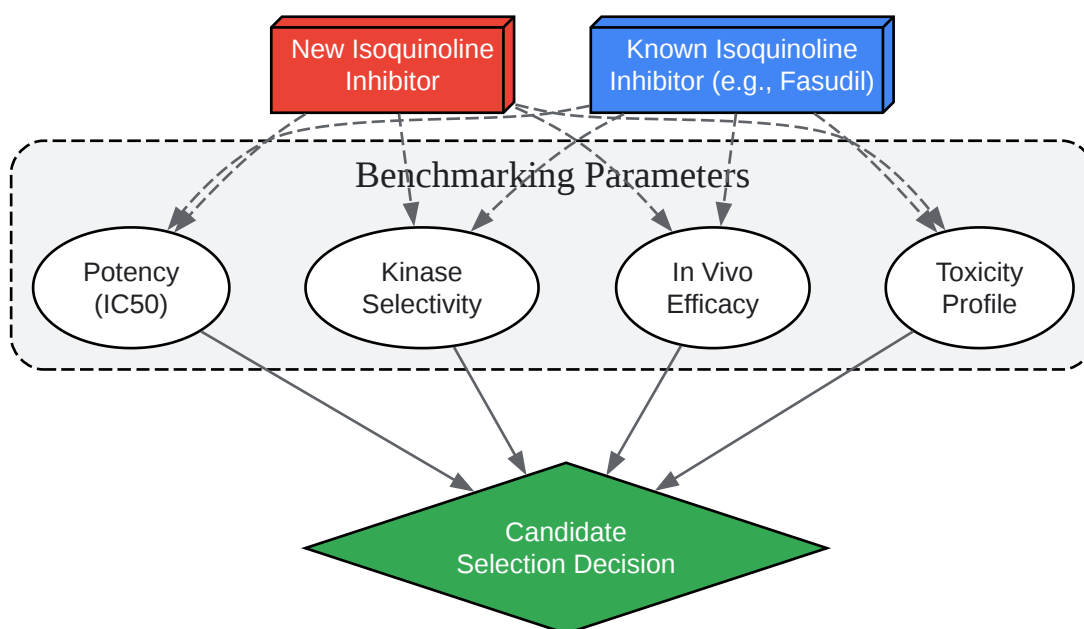 New Isoquinoline
Inhibitor
Known Isoquinoline
Inhibitor (e.g., Fasudil)
Benchmarking Parameters
Potency
(IC50)
Kinase
Selectivity
In Vivo
Efficacy
Toxicity
Profile
Candidate
Selection Decision